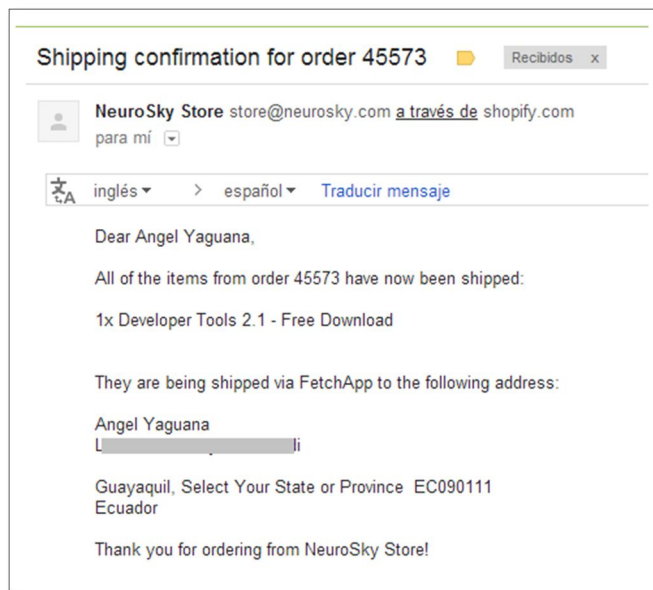 Shipping confirmation for order 45573 Recibidos x
NeuroSky Store store@neurosky.com a través de shopify.com
para mí
inglés > español Traducir mensaje
Dear Angel Yaguana,
All of the items from order 45573 have now been shipped:
1x Developer Tools 2.1 - Free Download
They are being shipped via FetchApp to the following address:
Angel Yaguana
Guayaquil, Select Your State or Province EC090111
Ecuador
Thank you for ordering from NeuroSky Store!